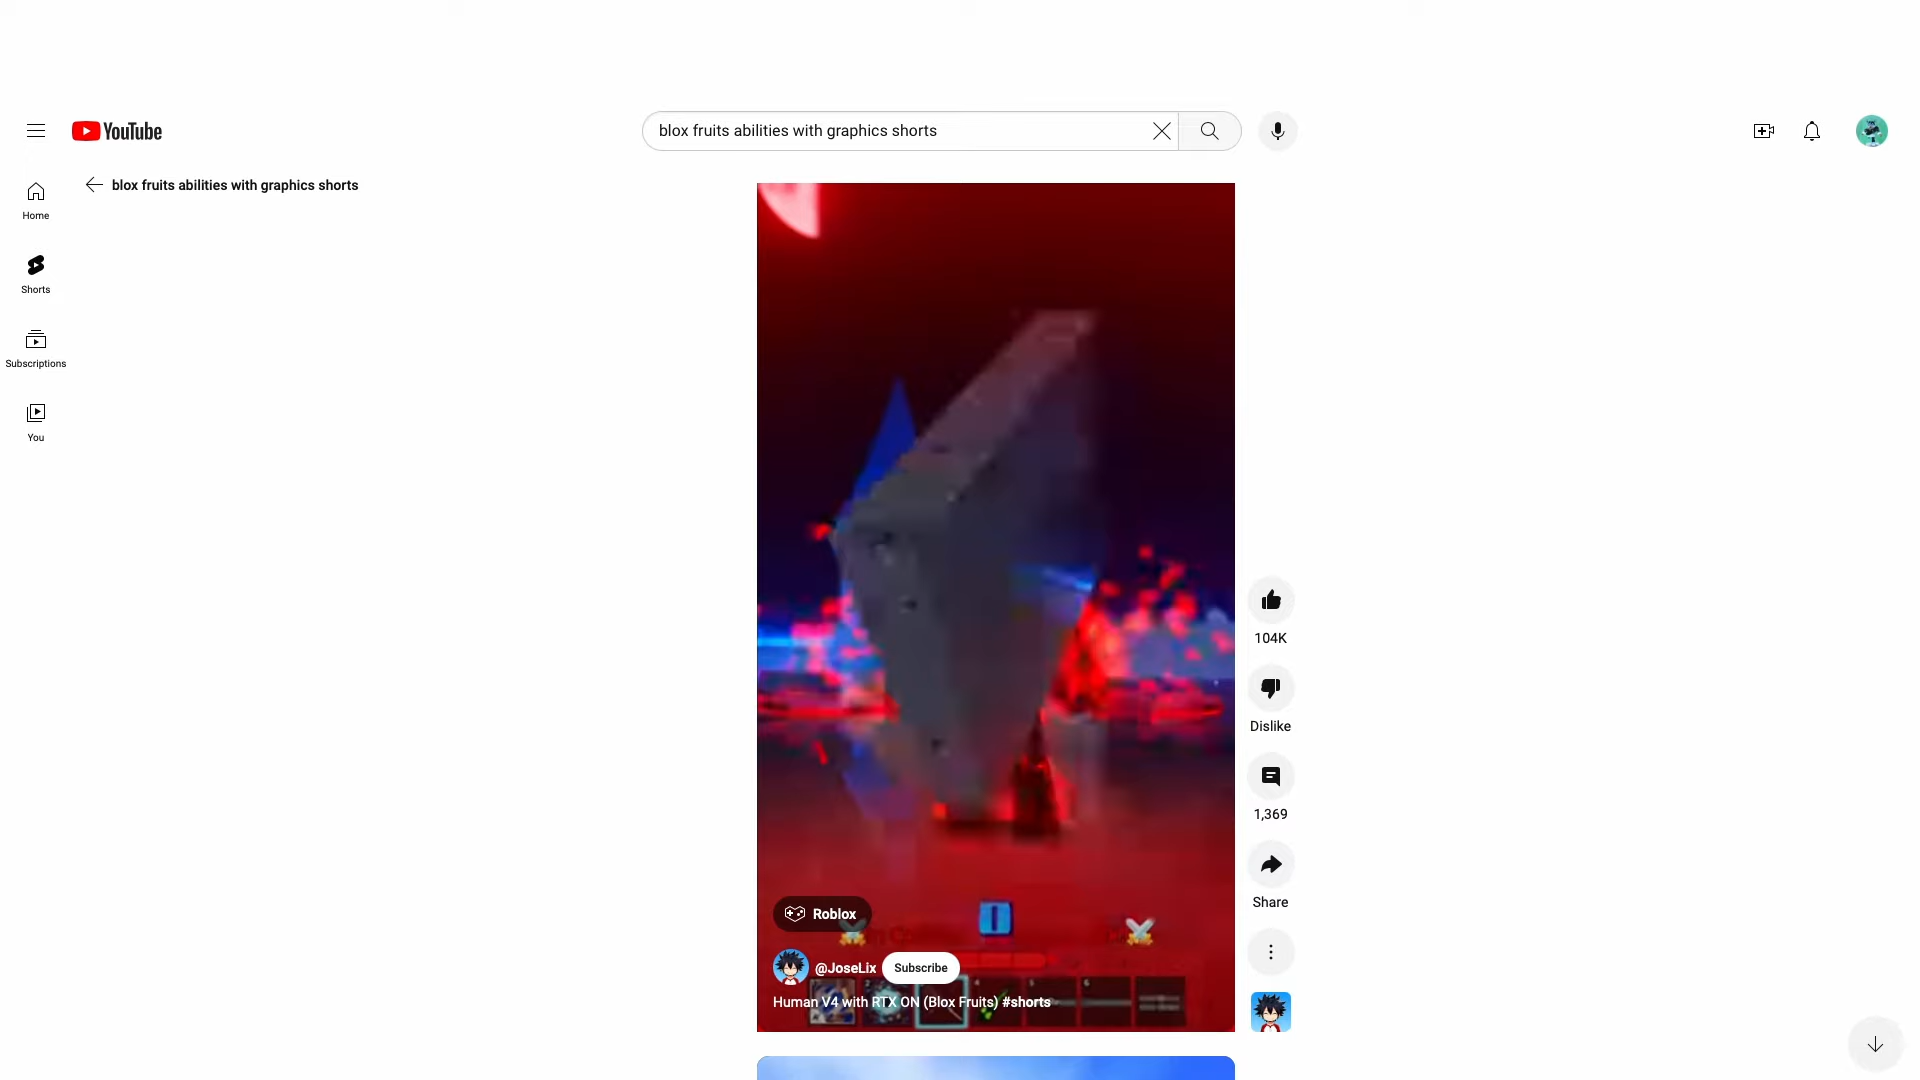 YouTube
blox fruits abilities with graphics shorts
blox fruits abilities with graphics shorts
Home
Shorts
Subscriptions
You
104K
Dislike
1,369
Share
Roblox
@JoseLix
Subscribe
Human V4 with RTX ON (Blox Fruits) #shorts